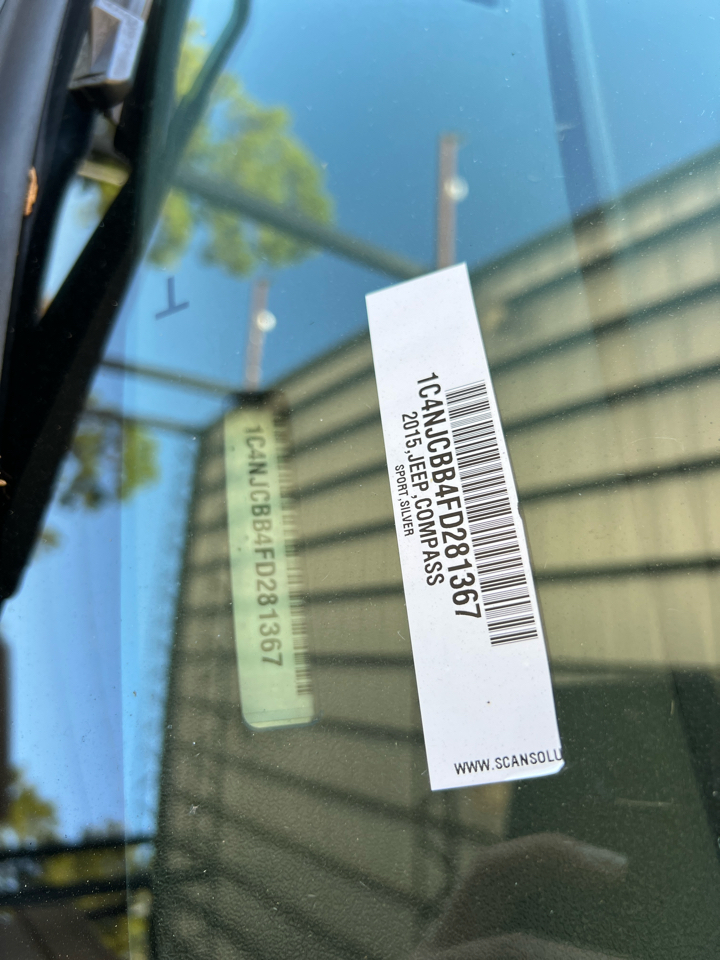 1C4NJCBB4FD281367
1C4NJCBB4FD281367
2015,JEEP,COMPASS
SPORT,SILVER
WWW.SCANSOLU